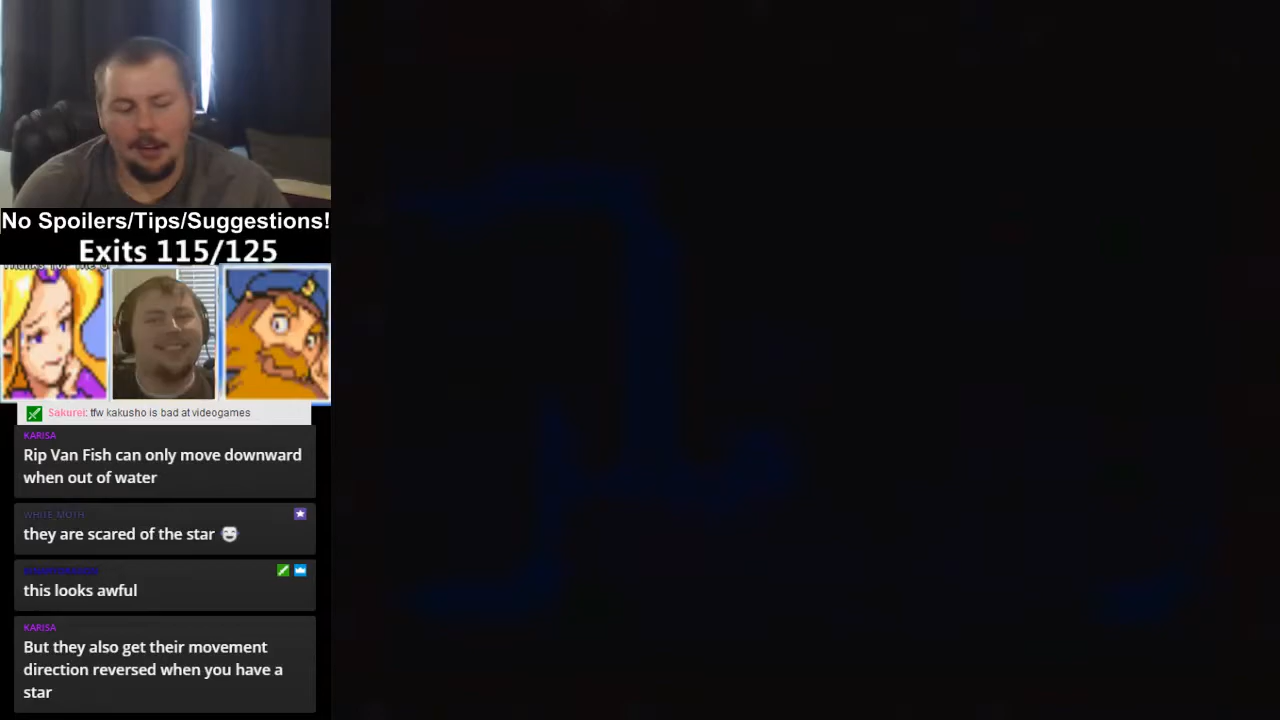 No Spoilers/Tips/Suggestions!
Exits 115/125
Sakurei: tfw kakusho is bad at videogames
KARISA
Rip Van Fish can only move downward
when out of water
WHITE_MOTH
they are scared of the star
this looks awful
KARISA
But they also get their movement
direction reversed when you have a
star